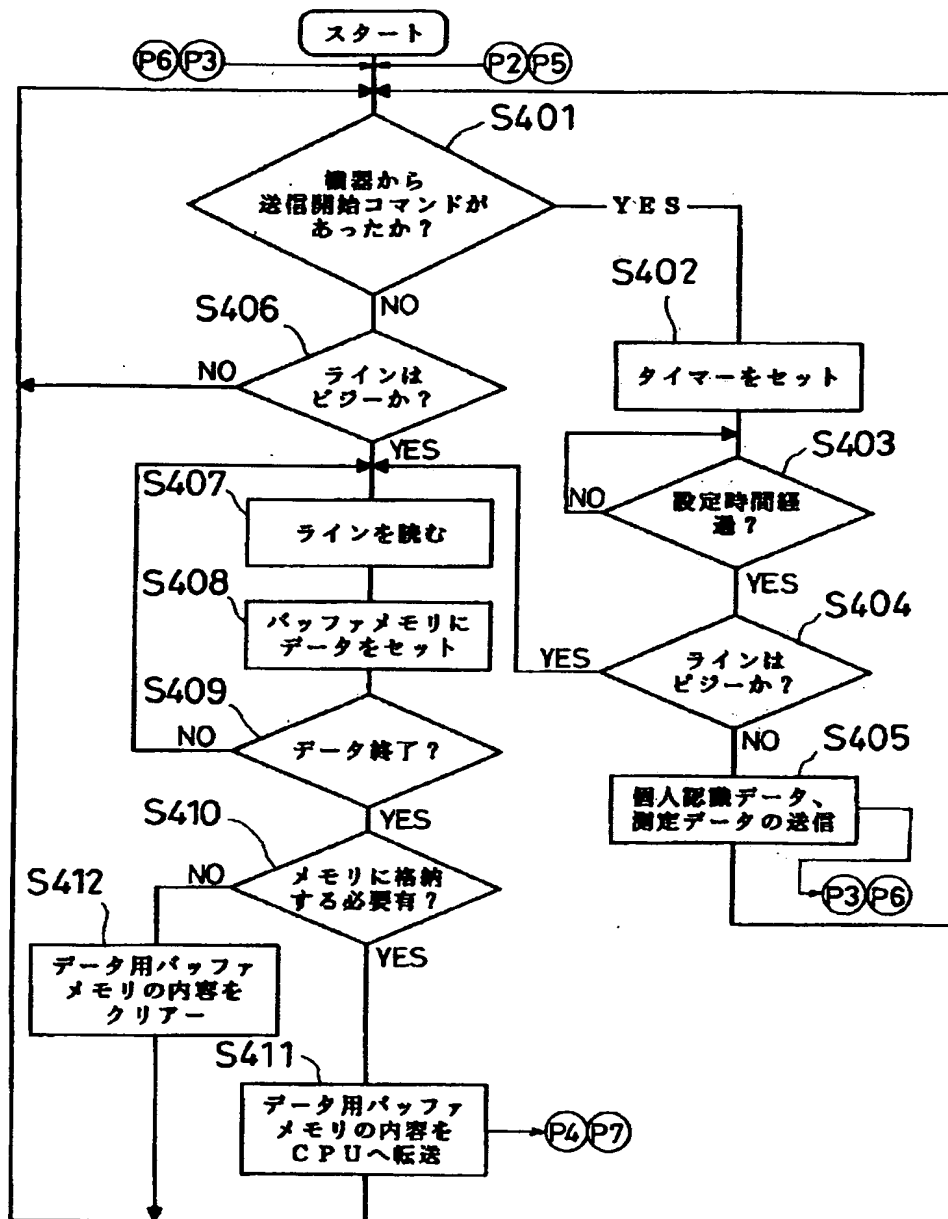 スタート
P6 P3
P2 P5
S401
機器から
送信開始コマンドが
あったか？
YES
NO
S402
タイマーをセット
S406
ラインは
ビジーか？
NO
YES
S403
設定時間経
過？
NO
YES
S407
ラインを読む
S408
バッファメモリに
データをセット
S404
ラインは
ビジーか？
YES
NO
S409
データ終了？
NO
YES
S405
個人認識データ、
測定データの送信
P3 P6
S410
メモリに格納
する必要有？
NO
YES
S412
データ用バッファ
メモリの内容を
クリアー
S411
データ用バッファ
メモリの内容を
CPUへ転送
P4 P7